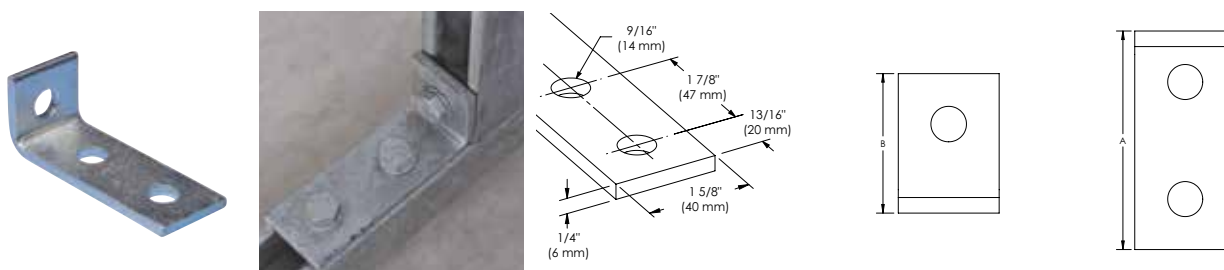 9/16"
(14 mm)
1 7/8"
(47 mm)
13/16"
(20 mm)
1 5/8"
(40 mm)
1/4"
(6 mm)
B
A